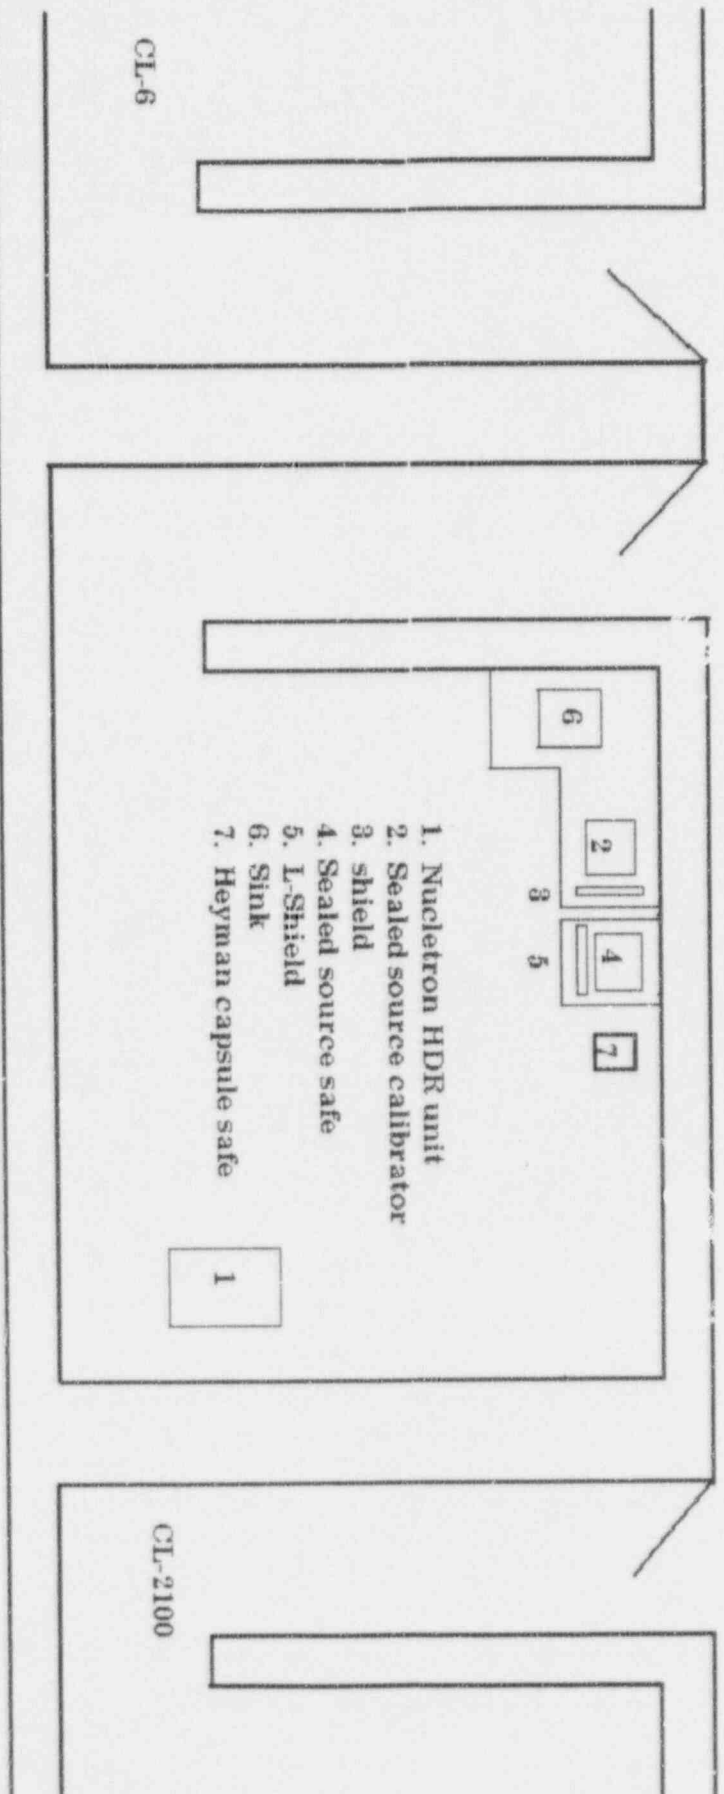 CL-6
6
2
3
4
5
7
1. Nucletron HDR unit
2. Sealed source calibrator
3. shield
4. Sealed source safe
5. L-Shield
6. Sink
7. Heyman capsule safe
1
CL-2100